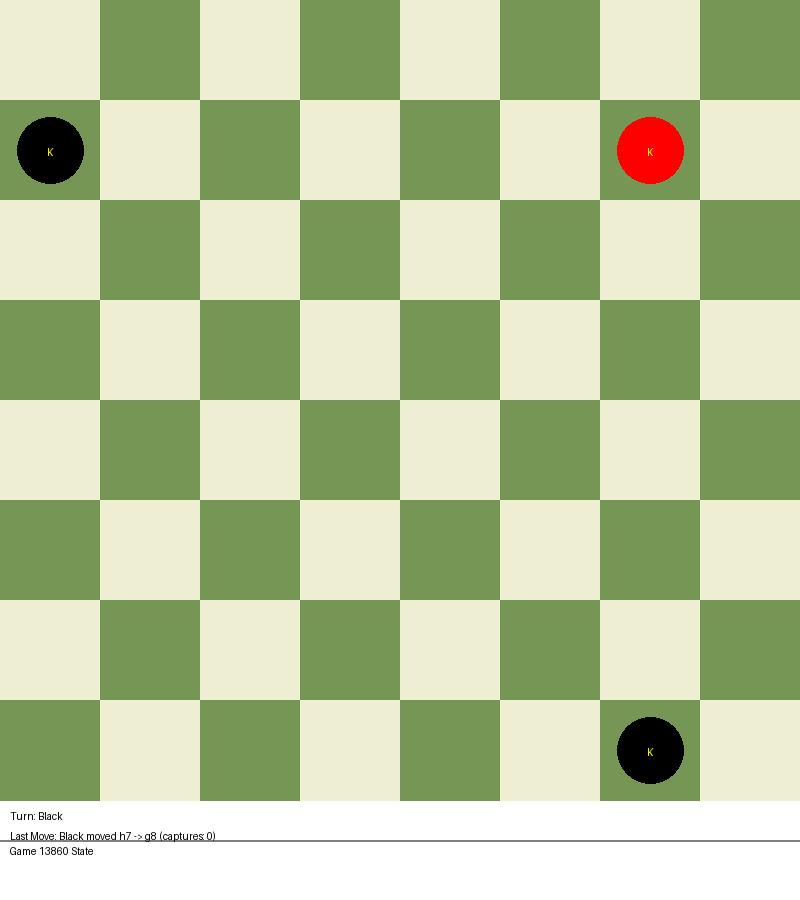 K
K
K
Turn: Black
Last Move: Black moved h7 -> g8 (captures: 0)
Game 13860 State